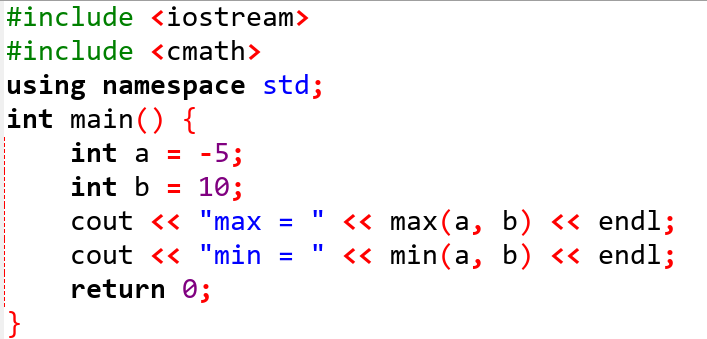 #include <iostream>
#include <cmath>
using namespace std;
int main() {
    int a = -5;
    int b = 10;
    cout << "max = " << max(a, b) << endl;
    cout << "min = " << min(a, b) << endl;
    return 0;
}